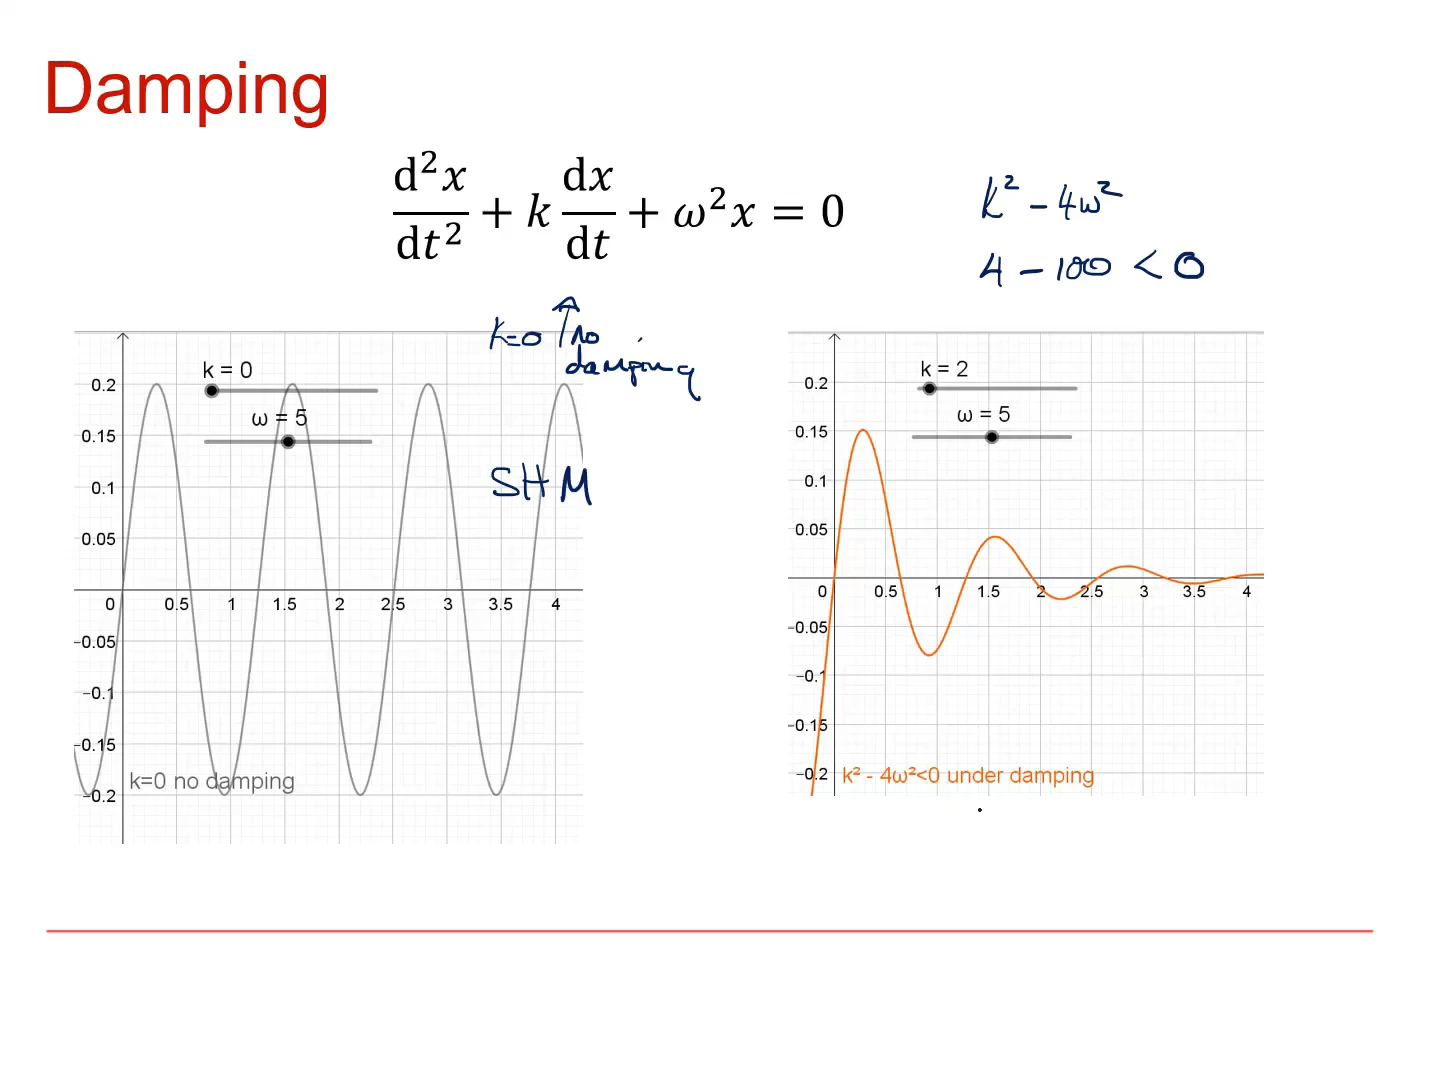 Damping
d²x/dt² + k dx/dt + ω²x = 0
k² - 4ω²
4 - 100 < 0
k=0 no
damping
k = 0
ω = 5
SHM
0.2
0.15
0.1
0.05
0 0.5 1 1.5 2 2.5 3 3.5 4
-0.05
-0.1
-0.15
-0.2
k=0 no damping
k = 2
ω = 5
0.2
0.15
0.1
0.05
0 0.5 1 1.5 2 2.5 3 3.5 4
-0.05
-0.1
-0.15
-0.2
k² - 4ω²<0 under damping